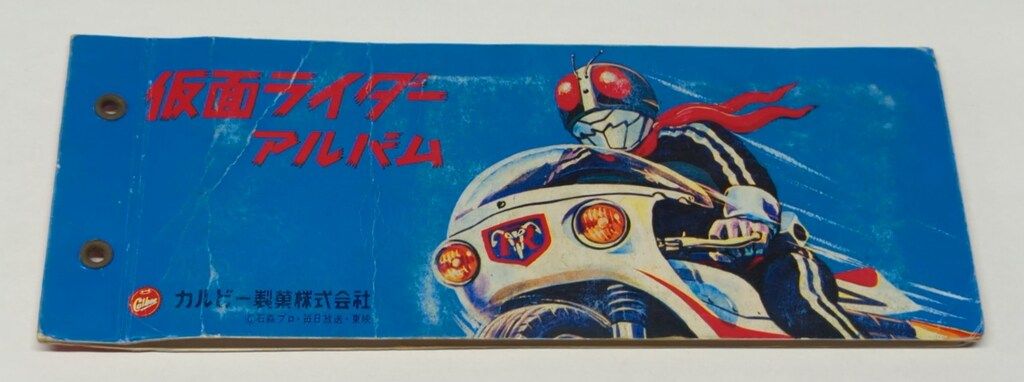 仮面ライダー
アルバム
Calbee
カルビー製菓株式会社
©石森プロ・毎日放送・東映